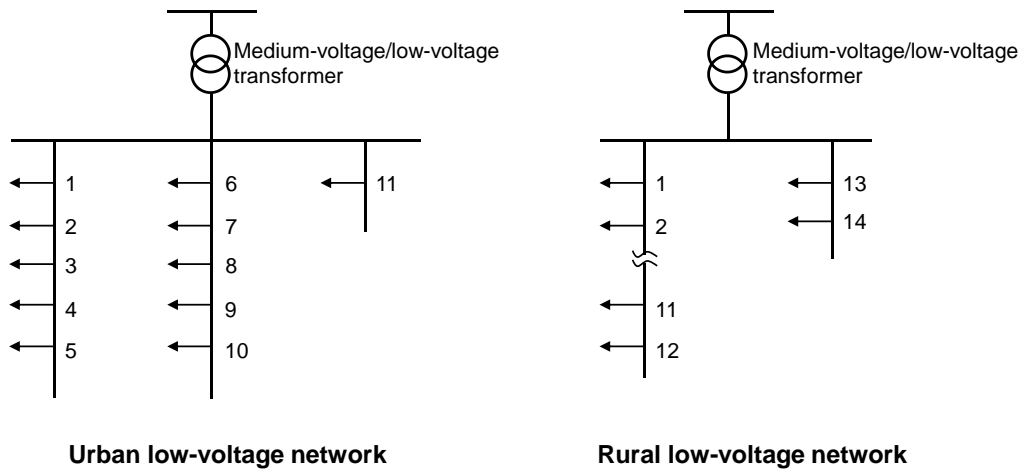 Medium-voltage/low-voltage
transformer
1
2
3
4
5
6
7
8
9
10
11
Urban low-voltage network
Medium-voltage/low-voltage
transformer
1
2
11
12
13
14
Rural low-voltage network